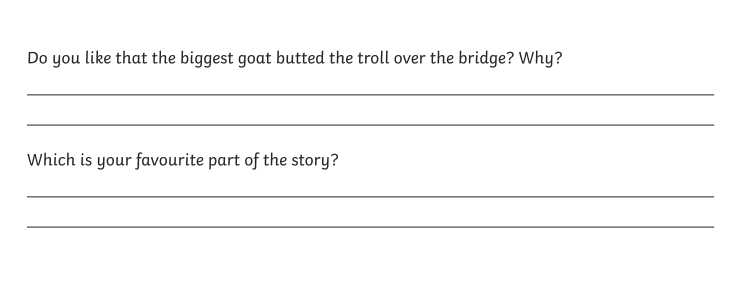 Do you like that the biggest goat butted the troll over the bridge? Why?
Which is your favourite part of the story?